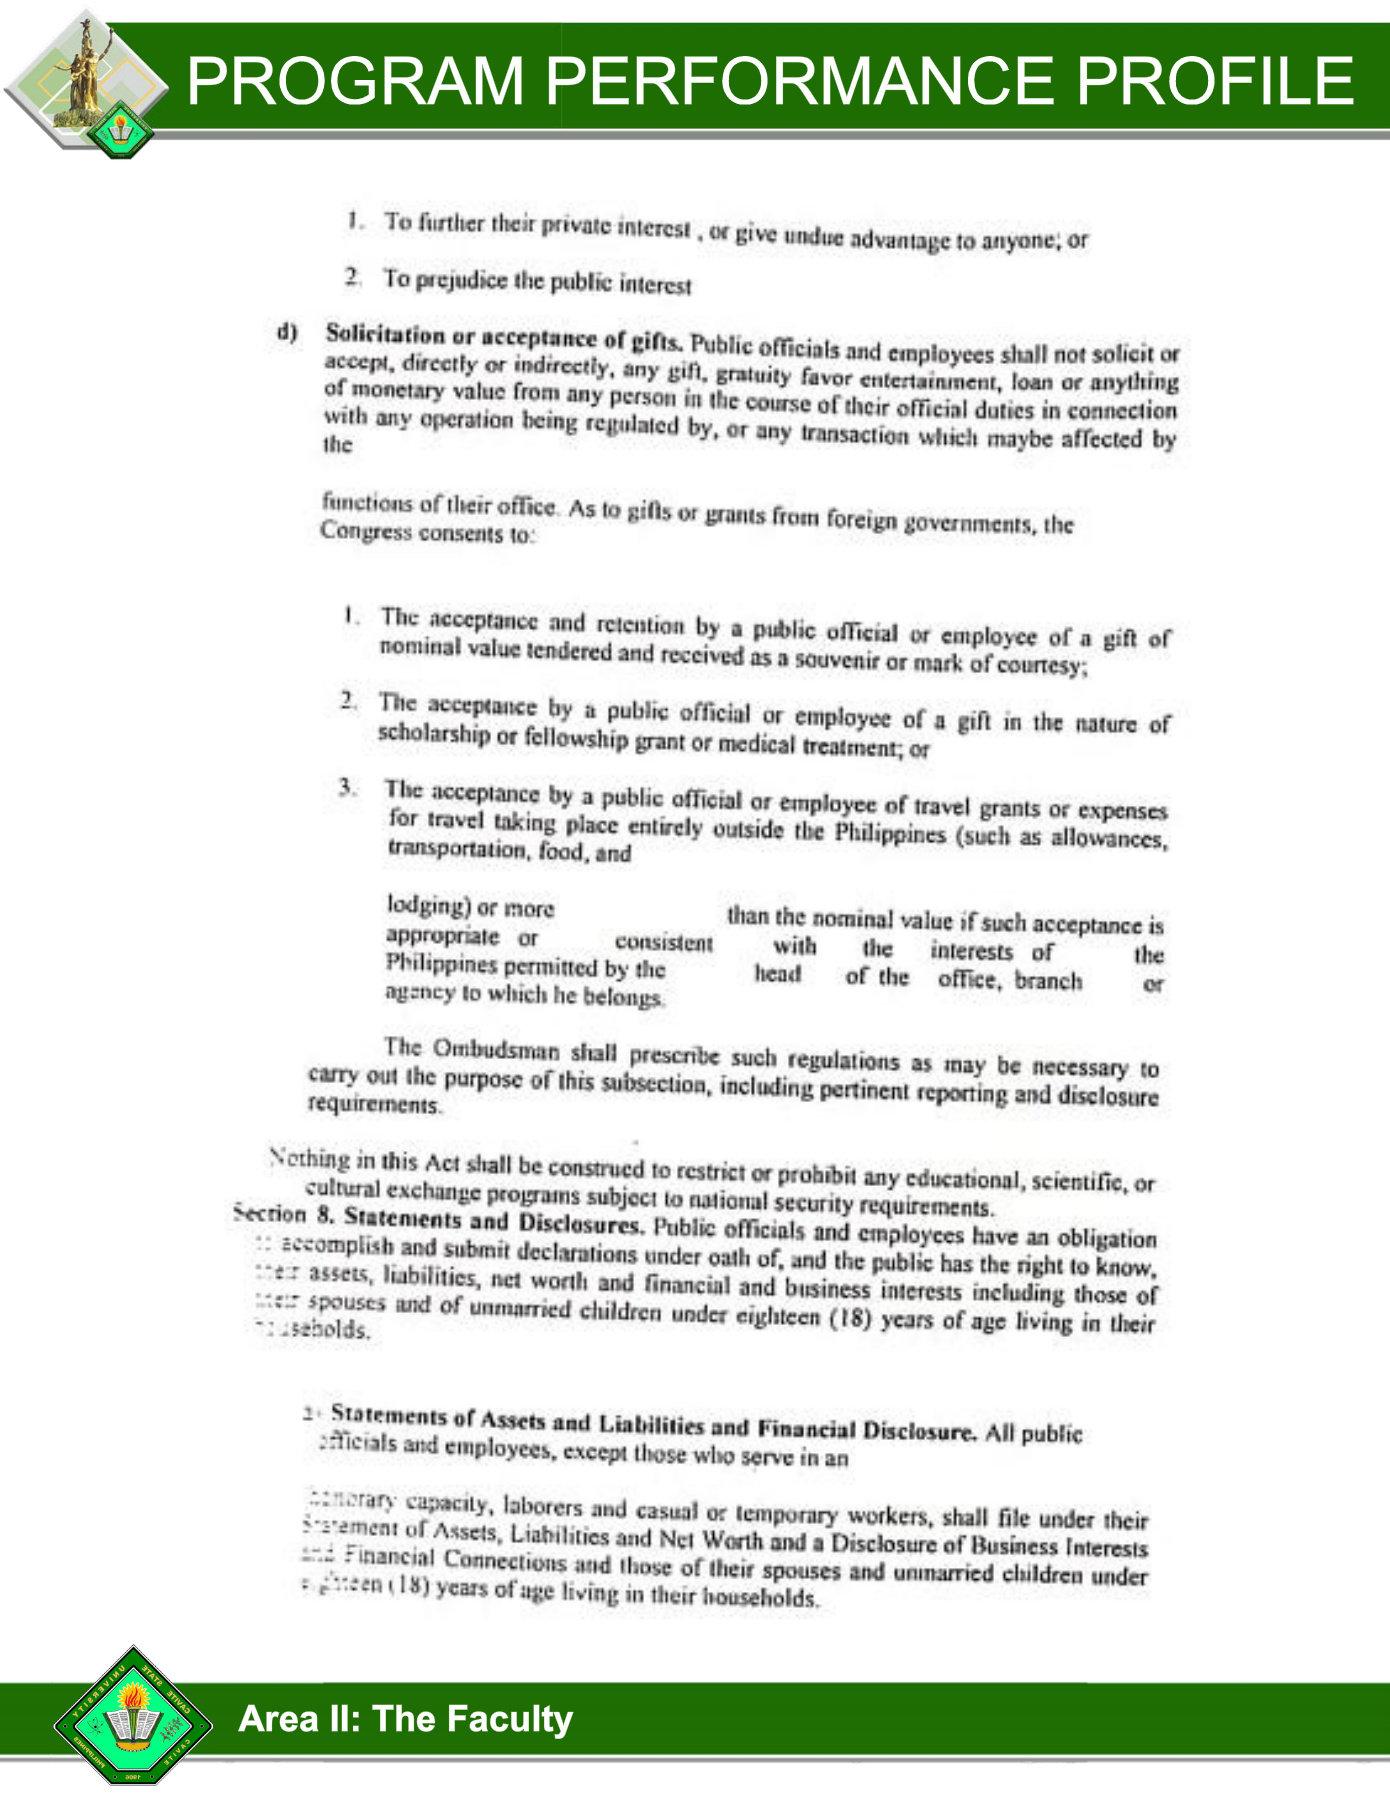 PROGRAM PERFORMANCE PROFILE
1. To further their private interest , or give undue advantage to anyone; or
2. To prejudice the public interest
d) Solicitation or acceptance of gifts. Public officials and employees shall not solicit or
accept, directly or indirectly, any gift, gratuity favor entertainment, loan or anything
of monetary value from any person in the course of their official duties in connection
with any operation being regulated by, or any transaction which maybe affected by
the
functions of their office. As to gifts or grants from foreign governments, the
Congress consents to:
1. The acceptance and retention by a public official or employee of a gift of
nominal value tendered and received as a souvenir or mark of courtesy;
2. The acceptance by a public official or employee of a gift in the nature of
scholarship or fellowship grant or medical treatment; or
3. The acceptance by a public official or employee of travel grants or expenses
for travel taking place entirely outside the Philippines (such as allowances,
transportation, food, and
lodging) or more than the nominal value if such acceptance is
appropriate or consistent with the interests of the
Philippines permitted by the head of the office, branch or
agency to which he belongs.
The Ombudsman shall prescribe such regulations as may be necessary to
carry out the purpose of this subsection, including pertinent reporting and disclosure
requirements.
Nothing in this Act shall be construed to restrict or prohibit any educational, scientific, or
cultural exchange programs subject to national security requirements.
Section 8. Statements and Disclosures. Public officials and employees have an obligation
accomplish and submit declarations under oath of, and the public has the right to know,
their assets, liabilities, net worth and financial and business interests including those of
their spouses and of unmarried children under eighteen (18) years of age living in their
households.
Statements of Assets and Liabilities and Financial Disclosure. All public
officials and employees, except those who serve in an
honorary capacity, laborers and casual or temporary workers, shall file under their
Statement of Assets, Liabilities and Net Worth and a Disclosure of Business Interests
and Financial Connections and those of their spouses and unmarried children under
eighteen (18) years of age living in their households.
CAVITE STATE UNIVERSITY
CAVITE
PHILIPPINES
1906
Area II: The Faculty